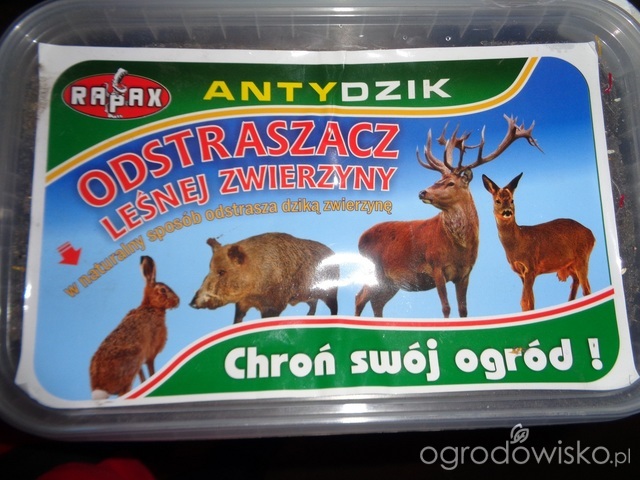 RAPAX
ANTYDZIK
ODSTRASZACZ
LEŚNEJ ZWIERZYNY
w naturalny sposób odstrasza dziką zwierzynę
Chroń swój ogród !
ogrodowisko.pl